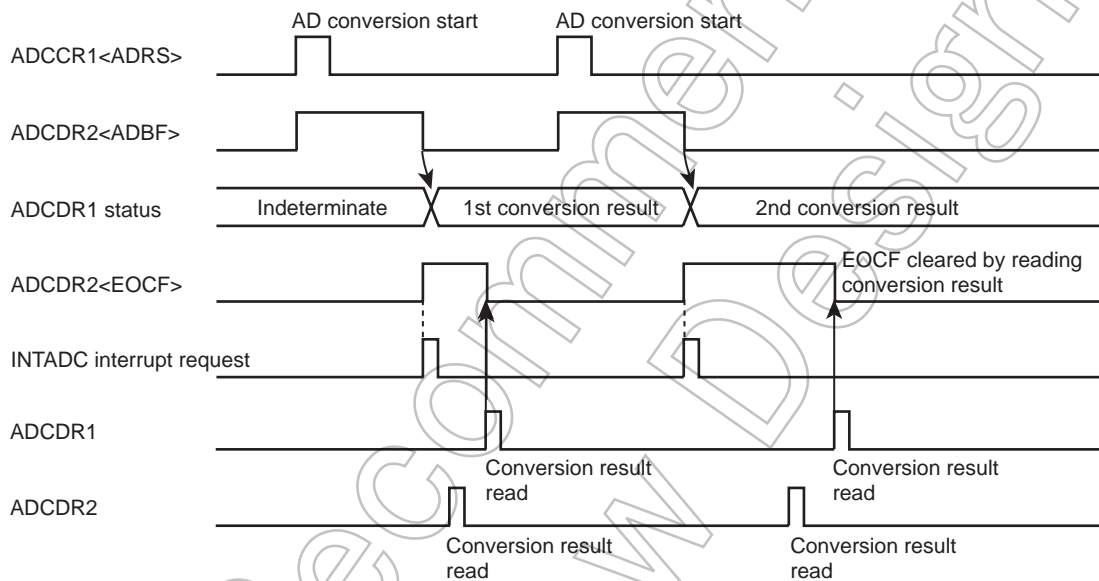 AD conversion start
AD conversion start
ADCCR1<ADRS>
ADCDR2<ADBF>
ADCDR1 status
Indeterminate
1st conversion result
2nd conversion result
ADCDR2<EOCF>
EOCF cleared by reading
conversion result
INTADC interrupt request
ADCDR1
Conversion result
read
Conversion result
read
ADCDR2
Conversion result
read
Conversion result
read